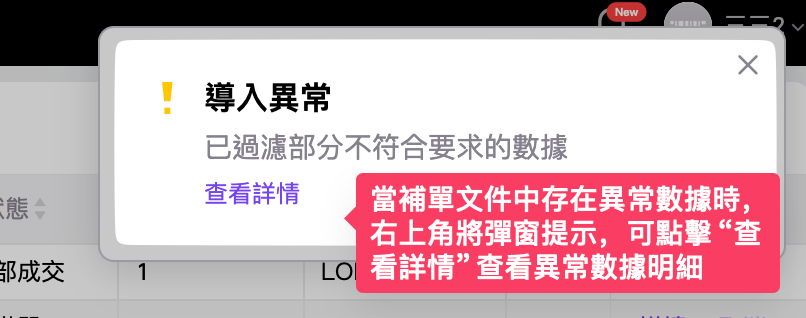 New
導入異常
已過濾部分不符合要求的數據
查看詳情
當補單文件中存在異常數據時,
右上角將彈窗提示, 可點擊“查
看詳情”查看異常數據明細
狀態
部成交
1
LO